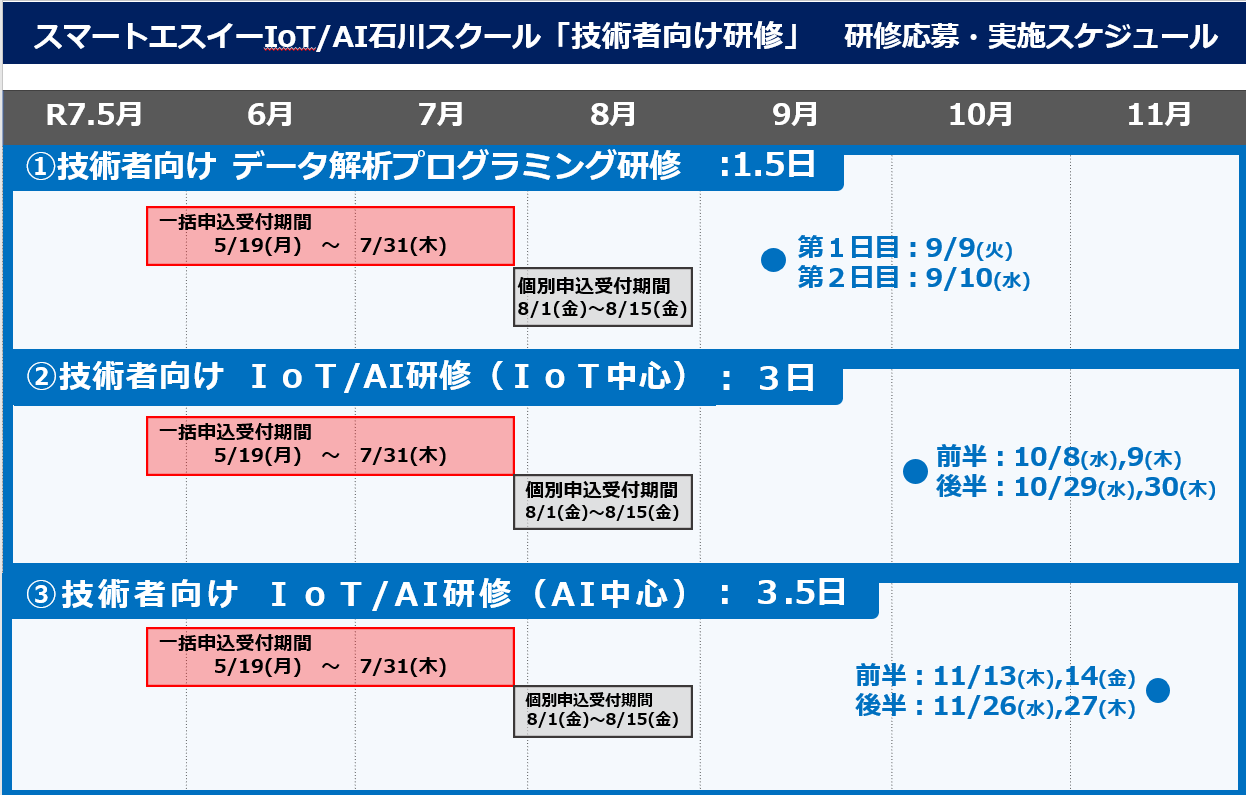 スマートエスイーIoT/AI石川スクール「技術者向け研修」　研修応募・実施スケジュール
R7.5月 6月 7月 8月 9月 10月 11月
①技術者向け データ解析プログラミング研修　:1.5日
一括申込受付期間
5/19(月)　～　7/31(木)
個別申込受付期間
8/1(金)～8/15(金)
第１日目：9/9(火)
第２日目：9/10(水)
②技術者向け　ＩｏＴ/AI研修（ＩｏＴ中心）：３日
一括申込受付期間
5/19(月)　～　7/31(木)
個別申込受付期間
8/1(金)～8/15(金)
前半：10/8(水),9(木)
後半：10/29(水),30(木)
③技術者向け　ＩｏＴ/AI研修（AI中心）：３.5日
一括申込受付期間
5/19(月)　～　7/31(木)
個別申込受付期間
8/1(金)～8/15(金)
前半：11/13(木),14(金)
後半：11/26(水),27(木)